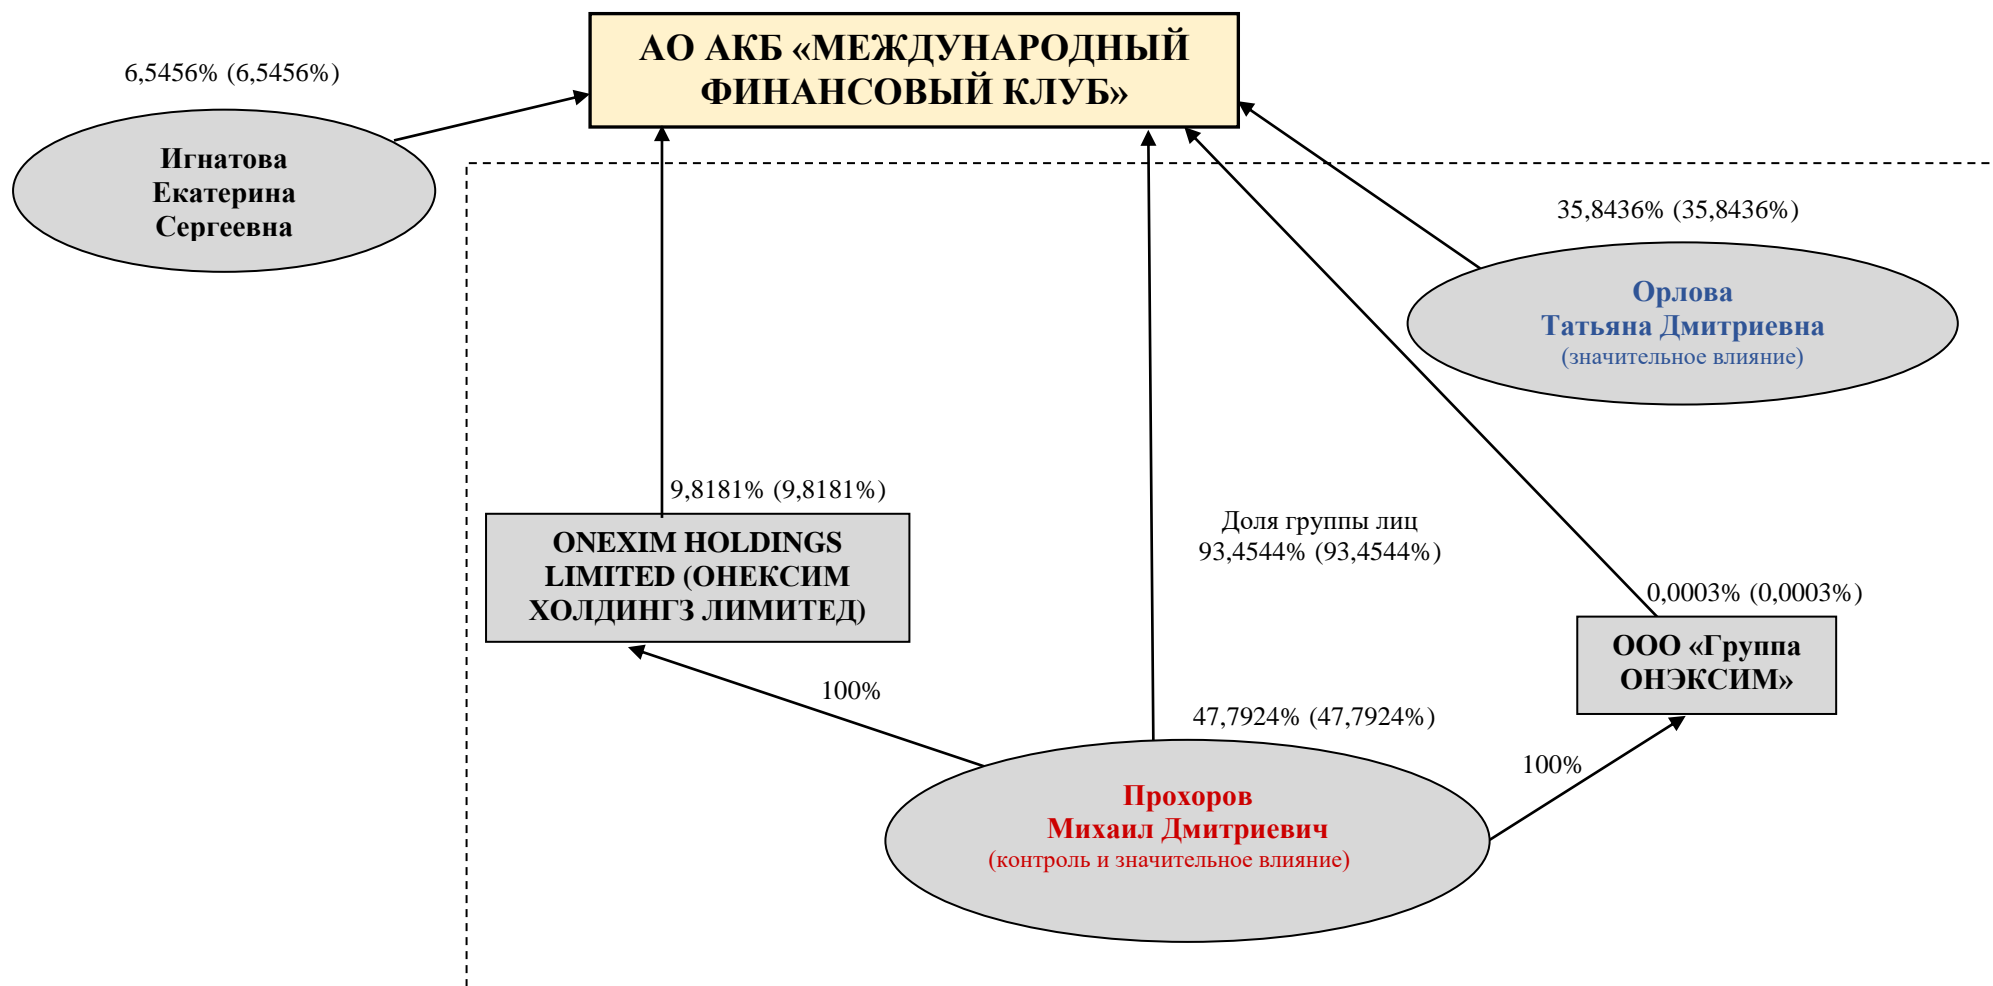 АО АКБ «МЕЖДУНАРОДНЫЙ
ФИНАНСОВЫЙ КЛУБ»
6,5456% (6,5456%)
Игнатова
Екатерина
Сергеевна
35,8436% (35,8436%)
Орлова
Татьяна Дмитриевна
(значительное влияние)
9,8181% (9,8181%)
ONEXIM HOLDINGS
LIMITED (ОНЕКСИМ
ХОЛДИНГЗ ЛИМИТЕД)
Доля группы лиц
93,4544% (93,4544%)
0,0003% (0,0003%)
ООО «Группа
ОНЭКСИМ»
100%
47,7924% (47,7924%)
100%
Прохоров
Михаил Дмитриевич
(контроль и значительное влияние)